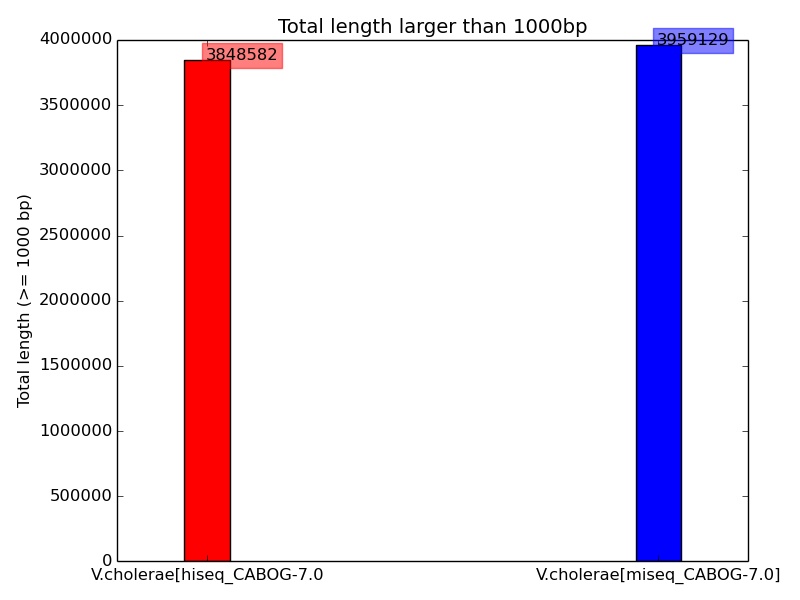 Total length larger than 1000bp
4000000
3500000
3000000
2500000
2000000
1500000
1000000
500000
0
Total length (>= 1000 bp)
3848582
3959129
V.cholerae[hiseq_CABOG-7.0
V.cholerae[miseq_CABOG-7.0]